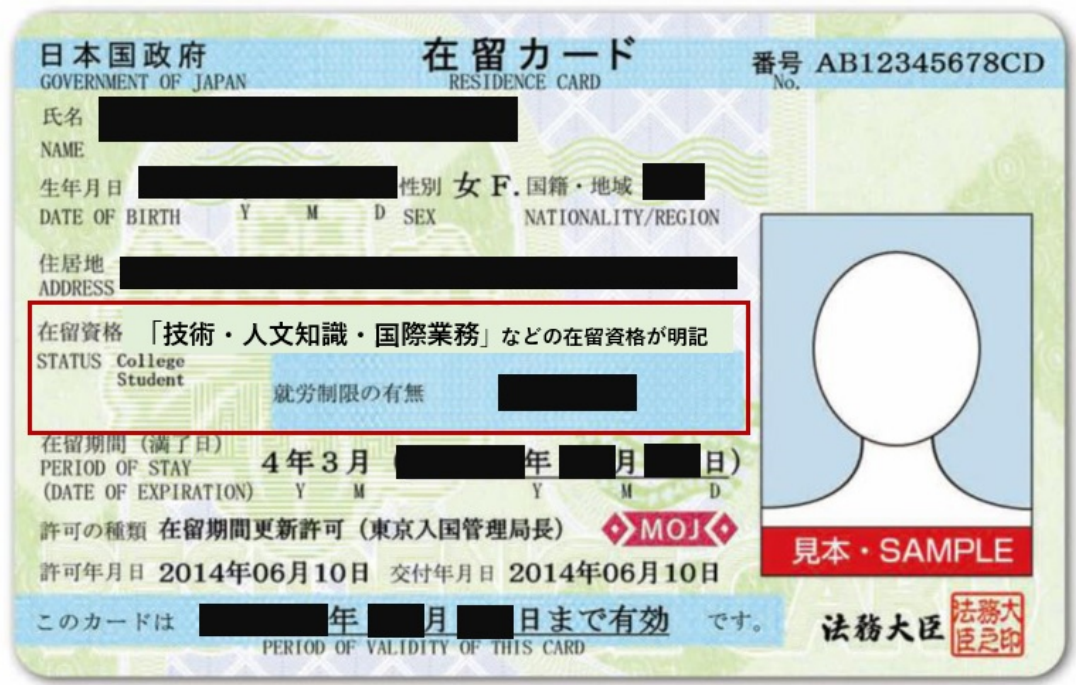 日本国政府 在留カード 番号 AB12345678CD
GOVERNMENT OF JAPAN RESIDENCE CARD No.
氏名
NAME
生年月日 性別 女 F. 国籍・地域
DATE OF BIRTH Y M D SEX NATIONALITY/REGION
住居地
ADDRESS
在留資格 「技術・人文知識・国際業務」などの在留資格が明記
STATUS College
Student
就労制限の有無
在留期間(満了日)
PERIOD OF STAY 4年3月( 年 月 日)
(DATE OF EXPIRATION) Y M Y M D
許可の種類 在留期間更新許可(東京入国管理局長) MOJ
見本・SAMPLE
許可年月日 2014年06月10日 交付年月日 2014年06月10日
このカードは 年 月 日まで有効 です。
PERIOD OF VALIDITY OF THIS CARD
法務大臣 法務大臣之印